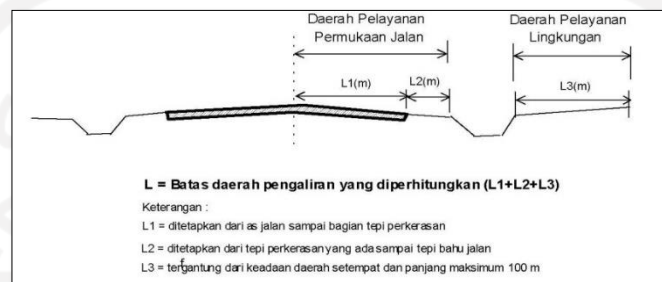 Daerah Pelayanan
Permukaan Jalan
Daerah Pelayanan
Lingkungan
L1(m)
L2(m)
L3(m)
L = Batas daerah pengaliran yang diperhitungkan (L1+L2+L3)
Keterangan :
L1 = ditetapkan dari as jalan sampai bagian tepi perkerasan
L2 = ditetapkan dari tepi perkerasan yang ada sampai tepi bahu jalan
L3 = tergantung dari keadaan daerah setempat dan panjang maksimum 100 m